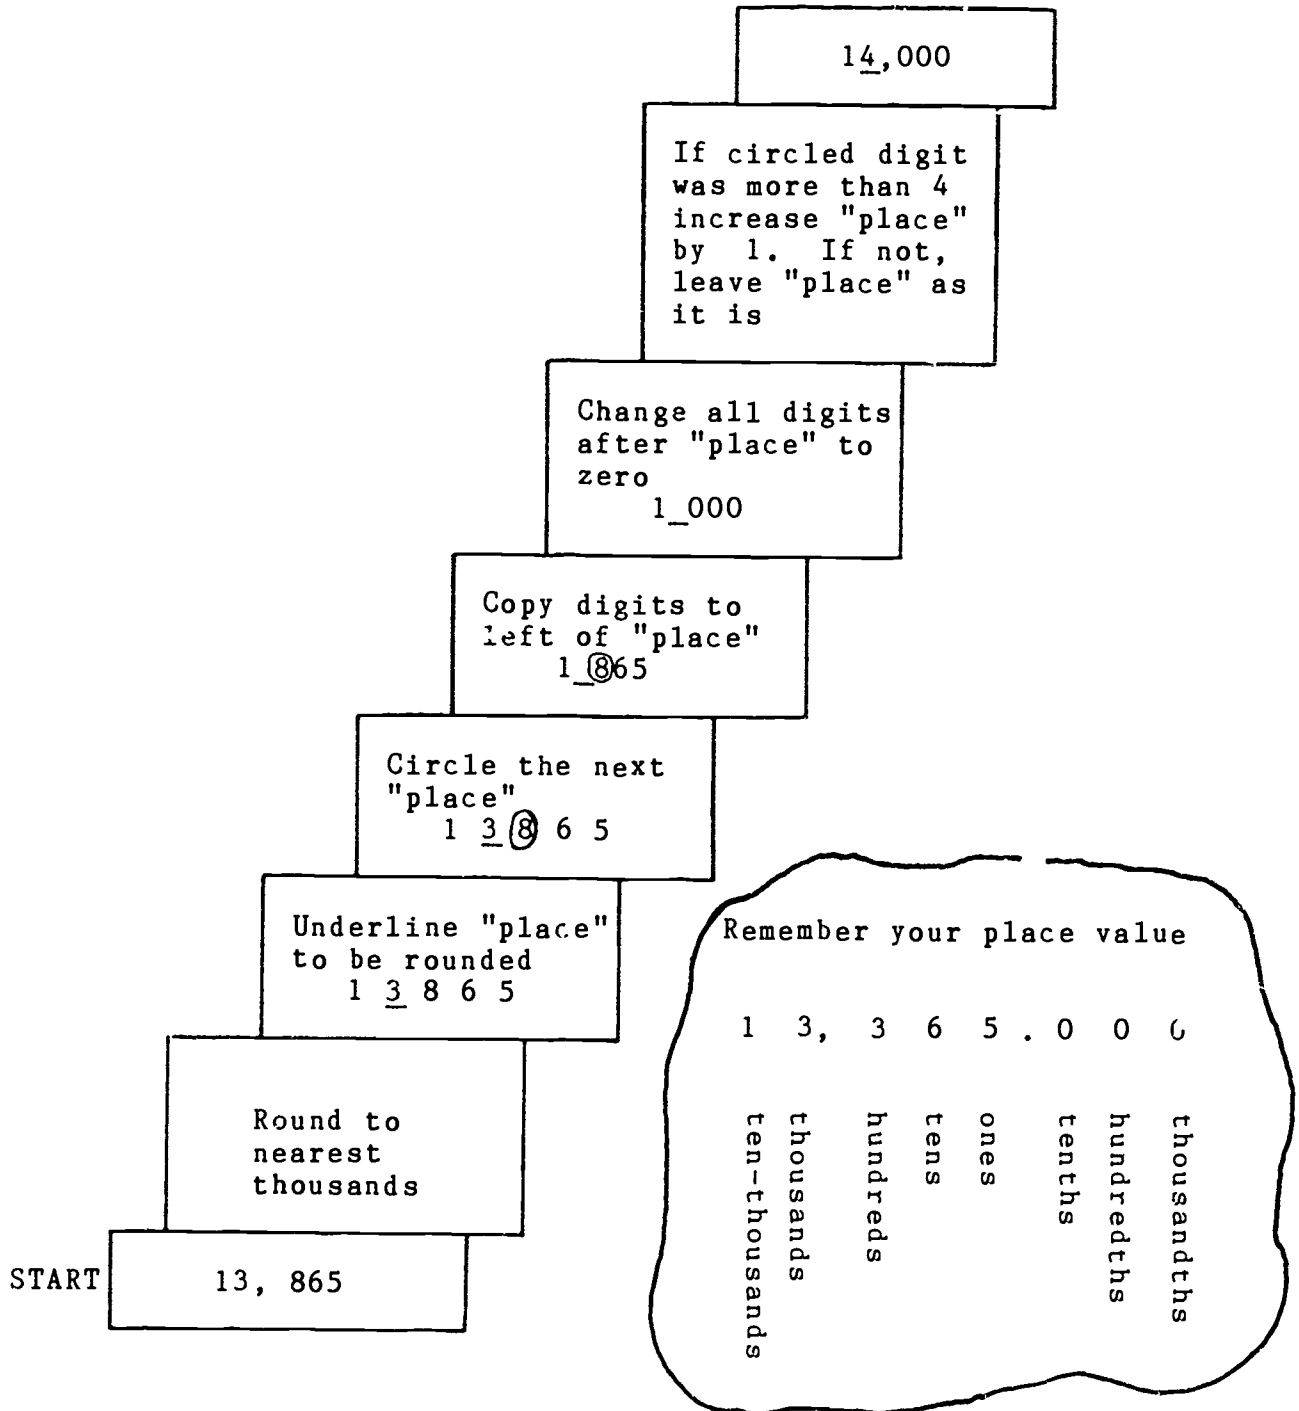 14,000
If circled digit
was more than 4
increase "place"
by 1. If not,
leave "place" as
it is
Change all digits
after "place" to
zero
1_000
Copy digits to
left of "place"
1_865
Circle the next
"place"
1 3 8 6 5
Underline "place"
to be rounded
1 3 8 6 5
Round to
nearest
thousands
START 13, 865
Remember your place value
1 3, 3 6 5 . 0 0 0
ten-thousands
thousands
hundreds
tens
ones
tenths
hundredths
thousandths